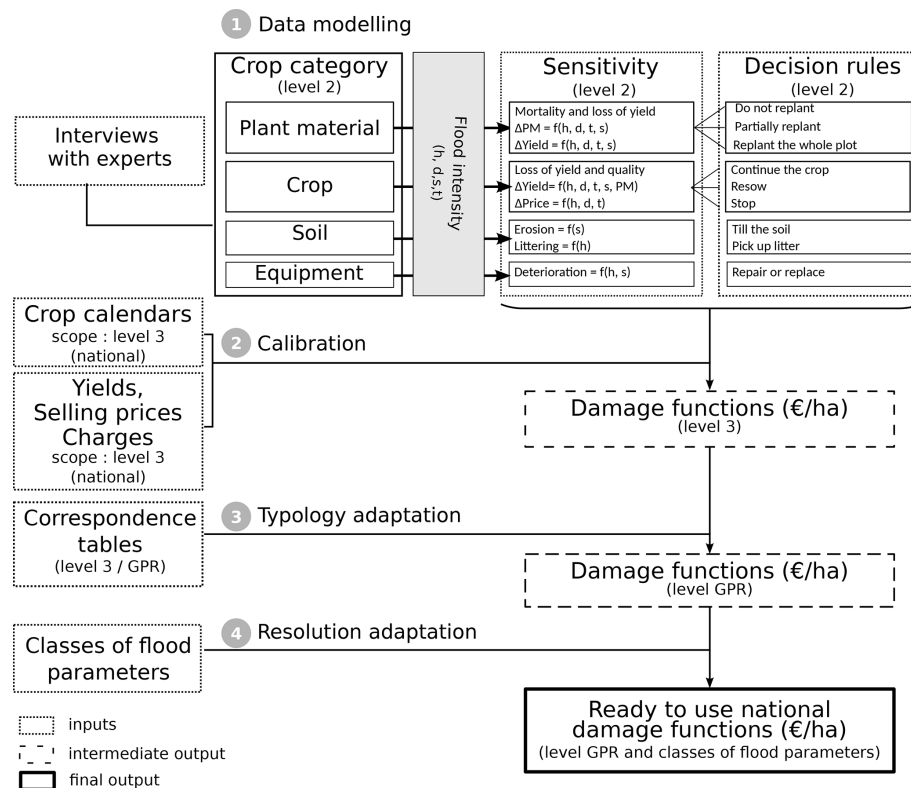 1 Data modelling
Interviews
with experts
Crop category
(level 2)
Plant material
Crop
Soil
Equipment
Flood intensity
(h, d,s,t)
Sensitivity
(level 2)
Mortality and loss of yield
ΔPM = f(h, d, t, s)
ΔYield = f(h, d, t, s)
Loss of yield and quality
ΔYield= f(h, d, t, s, PM)
ΔPrice = f(h, d, t)
Erosion = f(s)
Littering = f(h)
Deterioration = f(h, s)
Decision rules
(level 2)
Do not replant
Partially replant
Replant the whole plot
Continue the crop
Resow
Stop
Till the soil
Pick up litter
Repair or replace
Crop calendars
scope : level 3
(national)
Yields,
Selling prices
Charges
scope : level 3
(national)
2 Calibration
Damage functions (€/ha)
(level 3)
Correspondence
tables
(level 3 / GPR)
3 Typology adaptation
Damage functions (€/ha)
(level GPR)
Classes of flood
parameters
4 Resolution adaptation
Ready to use national
damage functions (€/ha)
(level GPR and classes of flood parameters)
inputs
intermediate output
final output